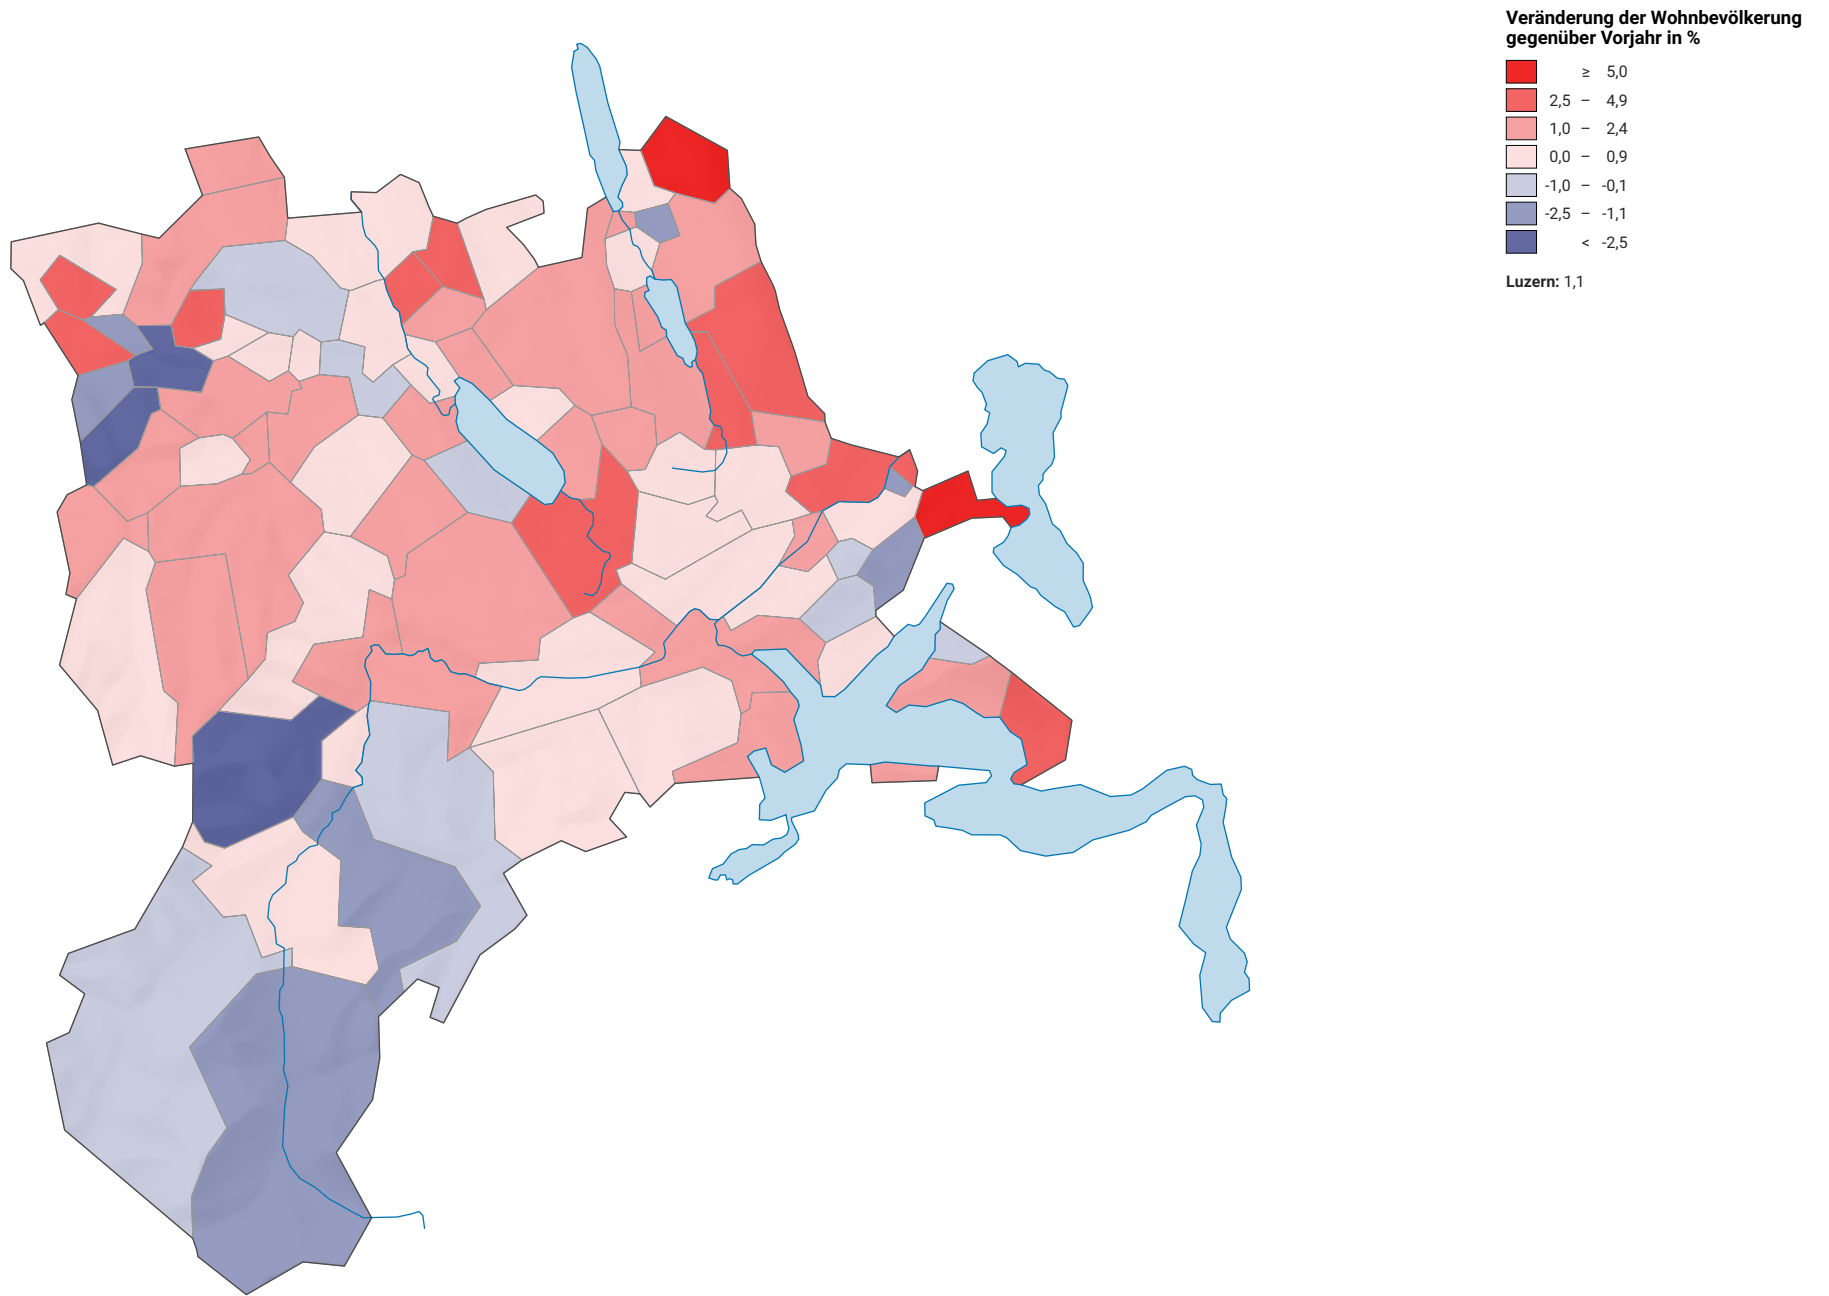 Veränderung der Wohnbevölkerung
gegenüber Vorjahr in %
≥ 5,0
2,5 – 4,9
1,0 – 2,4
0,0 – 0,9
-1,0 – -0,1
-2,5 – -1,1
< -2,5
Luzern: 1,1